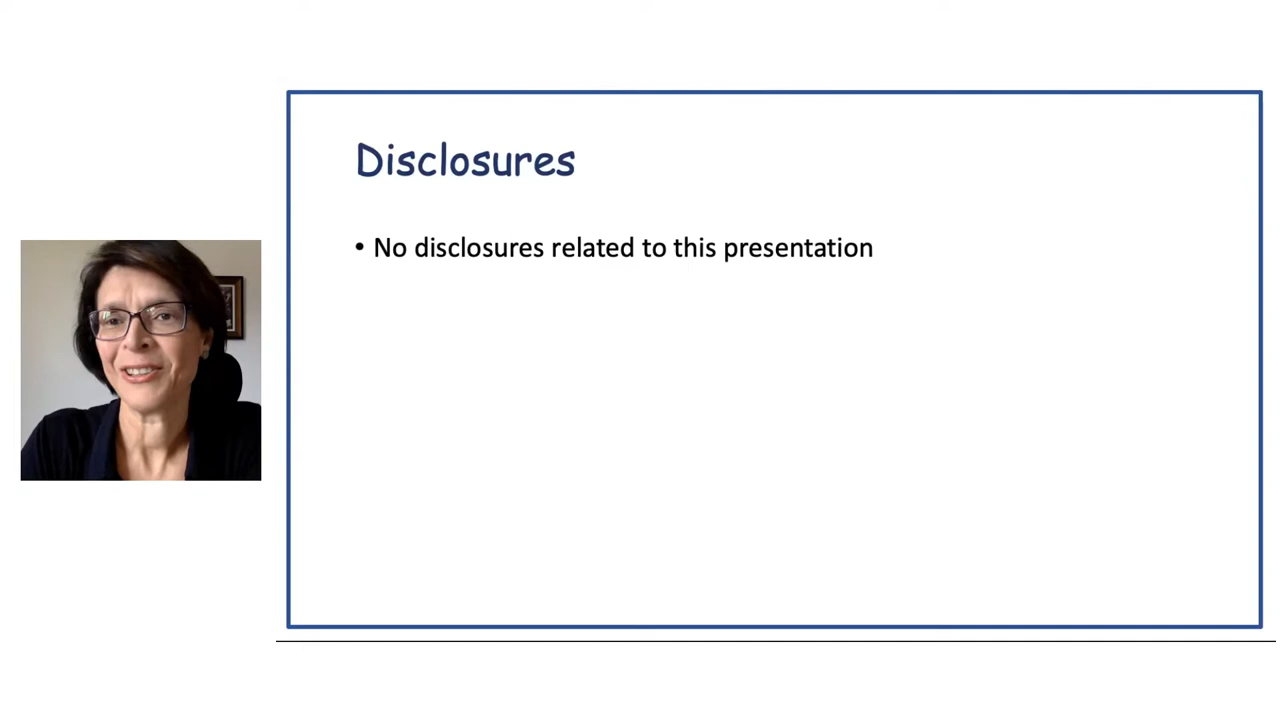 Disclosures
• No disclosures related to this presentation